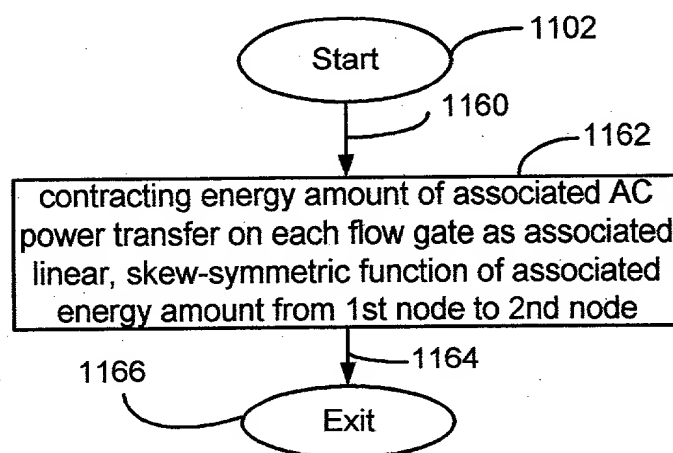 1102
Start
1160
1162
contracting energy amount of associated AC
power transfer on each flow gate as associated
linear, skew-symmetric function of associated
energy amount from 1st node to 2nd node
1164
1166
Exit